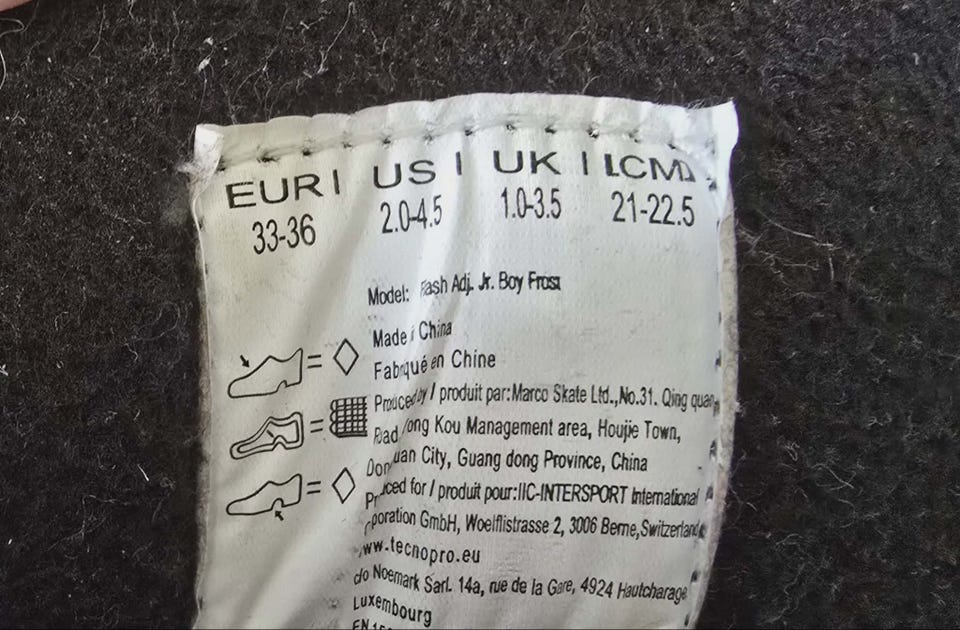 EUR | US | UK | (CM)
33-36 2.0-4.5 1.0-3.5 21-22.5
Model: Flash Adj. Jr. Boy Frost
Made in China
Fabriqué en Chine
Produced by / produit par:Marco Skate Ltd.,No.31. Qing quan
Road, Kou Management area, Houjie Town,
City, Guang dong Province, China
Produced for / produit pour:IIC-INTERSPORT International
Corporation GmbH, Woelflistrasse 2, 3006 Berne,Switzerland
www.tecnopro.eu
c/o Noemark Sarl. 14a, rue de la Gare, 4924 Hautcharage
Luxembourg